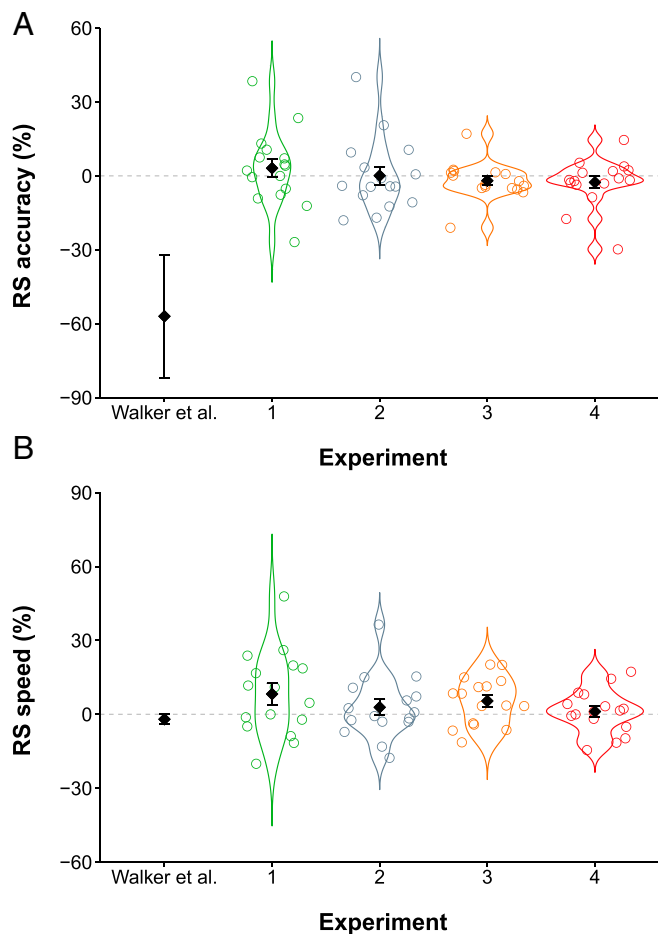 A
RS accuracy (%)
60
30
0
−30
−60
−90
Walker et al. 1 2 3 4
Experiment
B
RS speed (%)
90
60
30
0
−30
−60
Walker et al. 1 2 3 4
Experiment